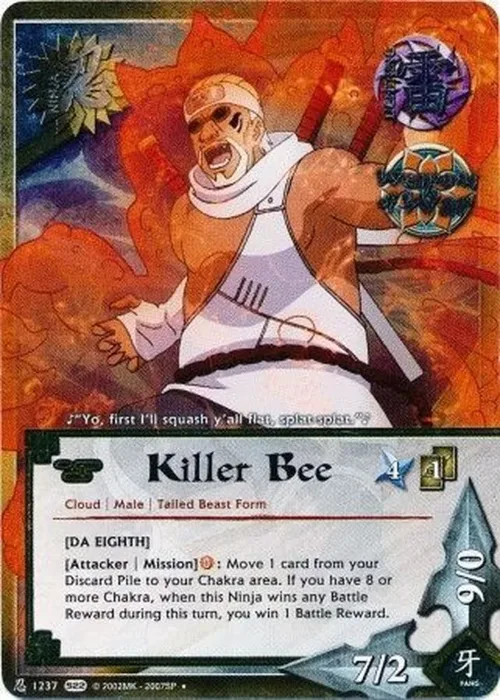 ♪"Yo, first I'll squash y'all flat, splat splat."♪
Killer Bee
4
1
Cloud | Male | Tailed Beast Form
[DA EIGHTH]
[Attacker | Mission] 0 : Move 1 card from your
Discard Pile to your Chakra area. If you have 8 or
more Chakra, when this Ninja wins any Battle
Reward during this turn, you win 1 Battle Reward.
9/0
7/2
牙
FANG
忍 1237 S22 © 2002MK - 2007SP